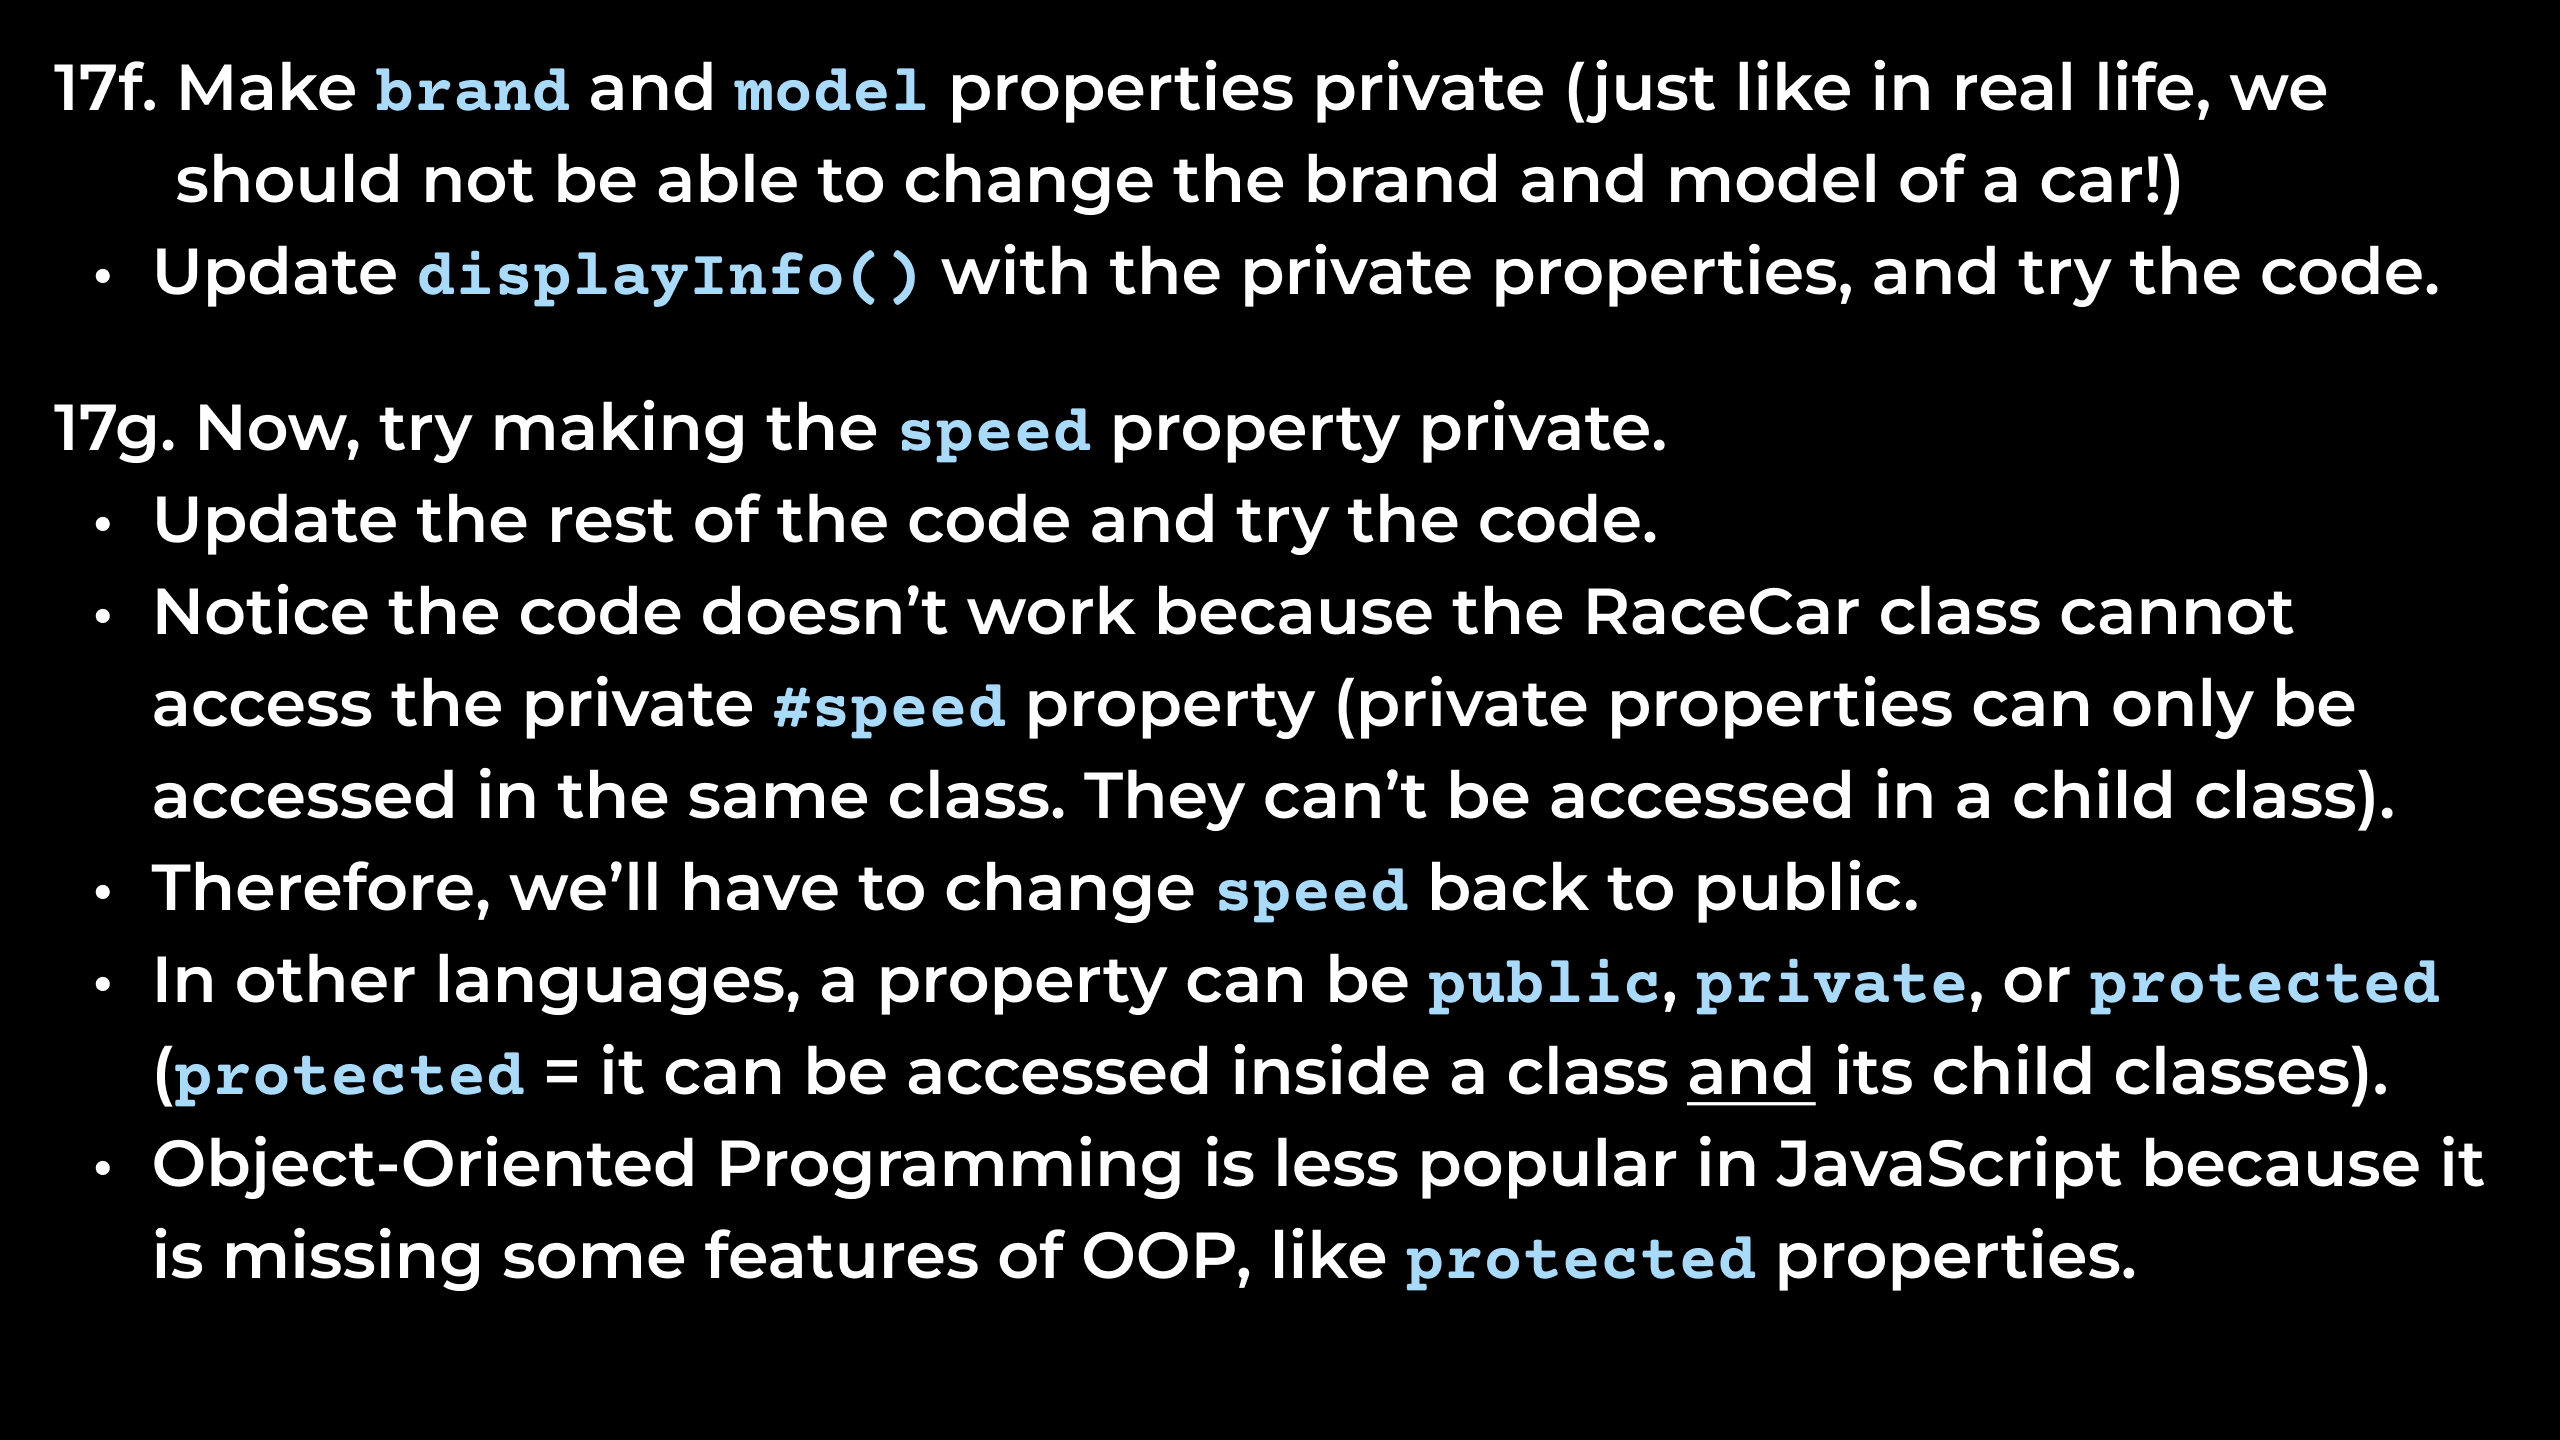 17f. Make brand and model properties private (just like in real life, we
should not be able to change the brand and model of a car!)
• Update displayInfo() with the private properties, and try the code.
17g. Now, try making the speed property private.
• Update the rest of the code and try the code.
• Notice the code doesn’t work because the RaceCar class cannot
access the private #speed property (private properties can only be
accessed in the same class. They can’t be accessed in a child class).
• Therefore, we’ll have to change speed back to public.
• In other languages, a property can be public, private, or protected
(protected = it can be accessed inside a class and its child classes).
• Object-Oriented Programming is less popular in JavaScript because it
is missing some features of OOP, like protected properties.